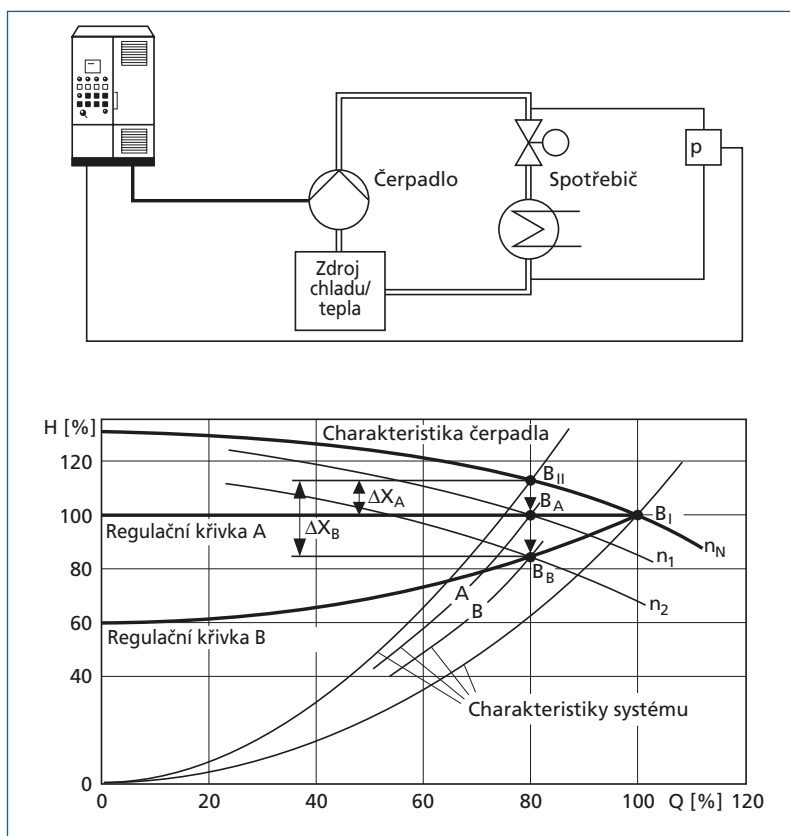 Čerpadlo
Spotřebič
p
Zdroj
chladu/
tepla
H [%]
Charakteristika čerpadla
120
100
80
60
40
0
B_II
ΔX_A
B_A
B_I
Regulační křivka A
ΔX_B
n_1
n_N
B_B
A
B
n_2
Regulační křivka B
Charakteristiky systému
0
20
40
60
80
100
Q [%]
120